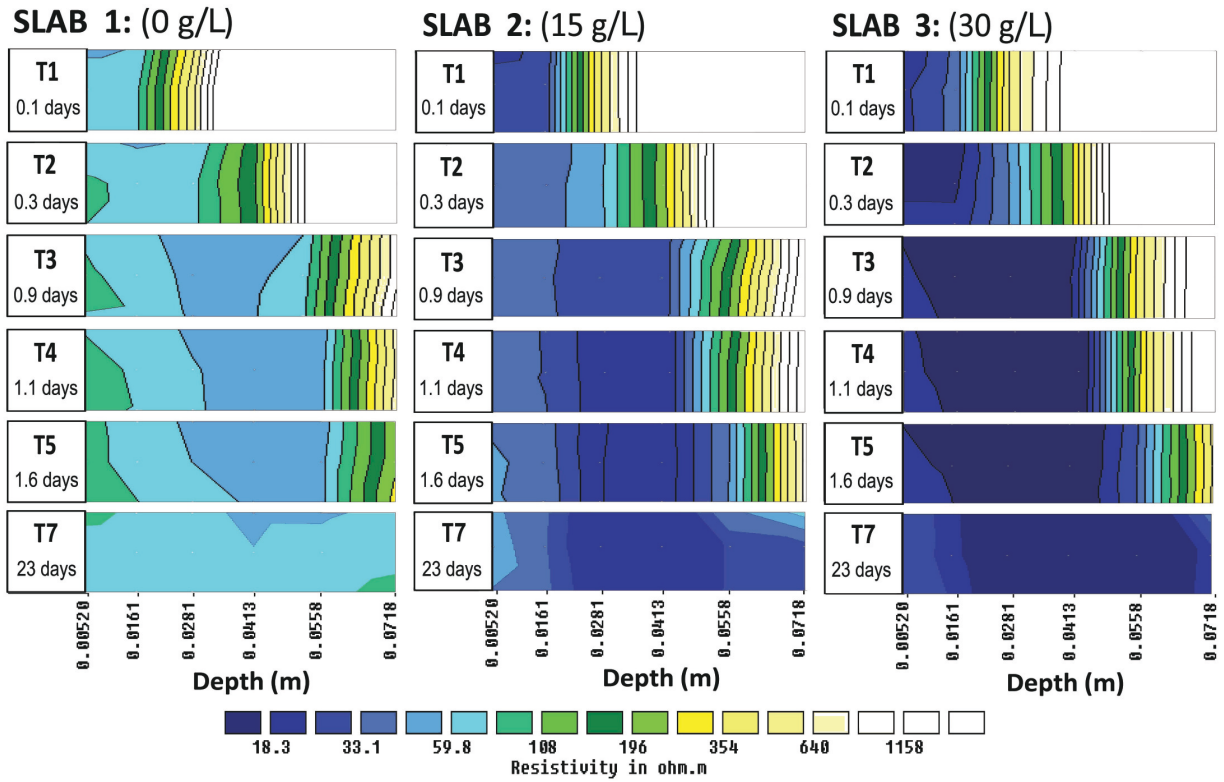 SLAB 1: (0 g/L)
T1
0.1 days
T2
0.3 days
T3
0.9 days
T4
1.1 days
T5
1.6 days
T7
23 days
0.00520
0.0161
0.0281
0.0413
0.0558
0.0718
Depth (m)
SLAB 2: (15 g/L)
T1
0.1 days
T2
0.3 days
T3
0.9 days
T4
1.1 days
T5
1.6 days
T7
23 days
0.00520
0.0161
0.0281
0.0413
0.0558
0.0718
Depth (m)
SLAB 3: (30 g/L)
T1
0.1 days
T2
0.3 days
T3
0.9 days
T4
1.1 days
T5
1.6 days
T7
23 days
0.00520
0.0161
0.0281
0.0413
0.0558
0.0718
Depth (m)
18.3 33.1 59.8 108 196 354 640 1158
Resistivity in ohm.m